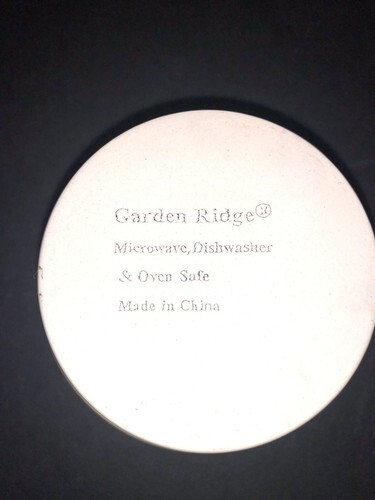 Garden Ridge®
Microwave, Dishwasher
& Oven Safe
Made in China